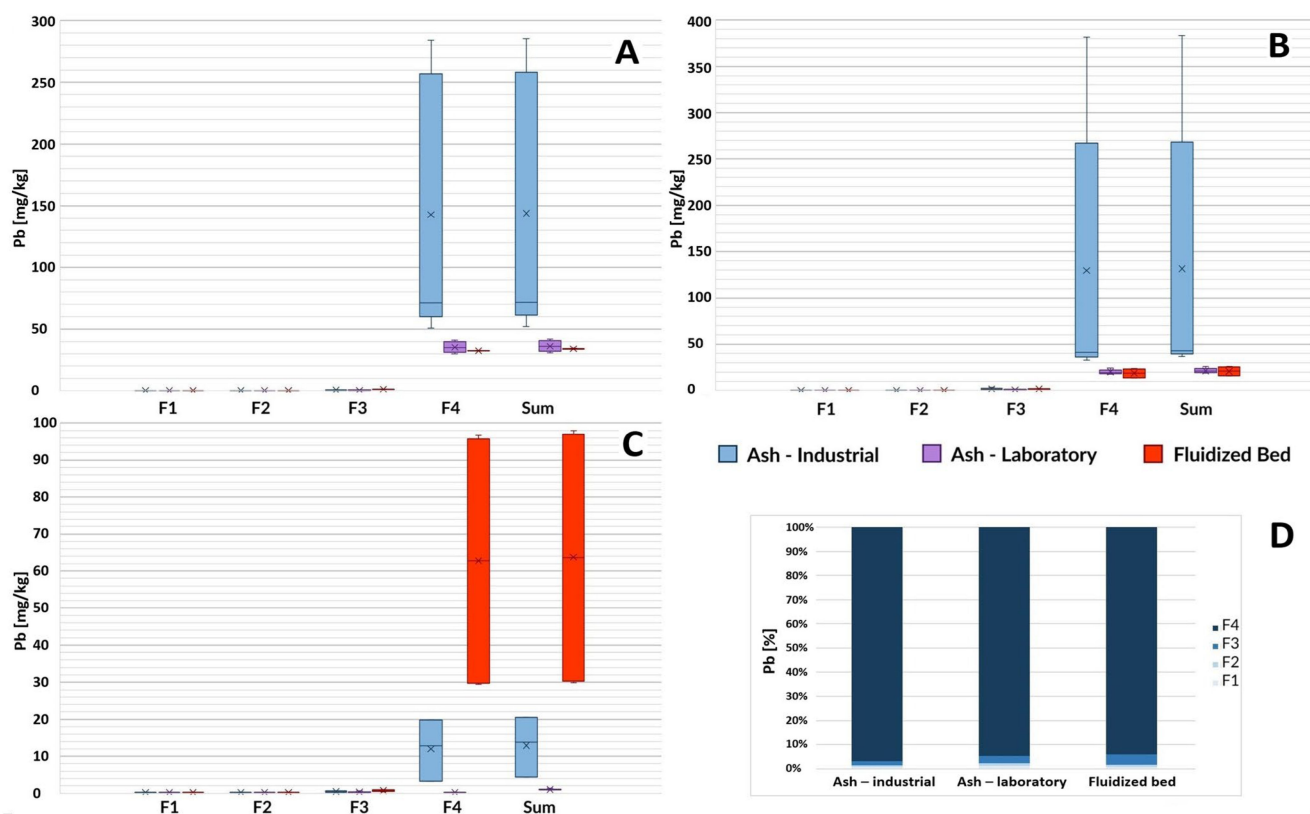 A
Pb [mg/kg]
300
250
200
150
100
50
0
F1 F2 F3 F4 Sum
B
Pb [mg/kg]
400
350
300
250
200
150
100
50
0
F1 F2 F3 F4 Sum
C
Pb [mg/kg]
100
90
80
70
60
50
40
30
20
10
0
F1 F2 F3 F4 Sum
Ash - Industrial Ash - Laboratory Fluidized Bed
D
Pb [%]
100%
90%
80%
70%
60%
50%
40%
30%
20%
10%
0%
Ash – industrial Ash – laboratory Fluidized bed
F4
F3
F2
F1